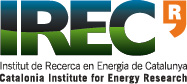 IREC
Institut de Recerca en Energia de Catalunya
Catalonia Institute for Energy Research